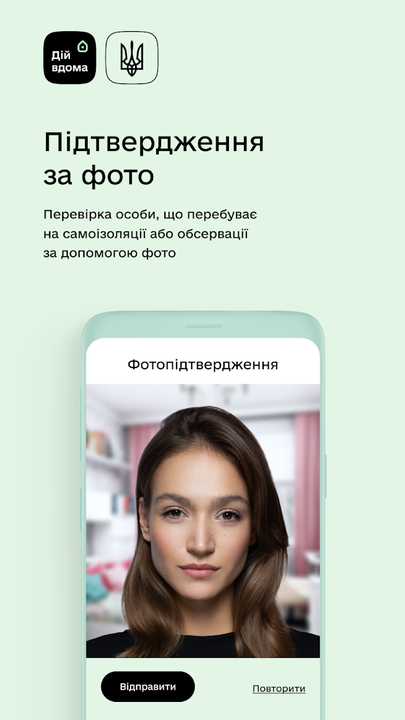 Дій
вдома
Підтвердження
за фото
Перевірка особи, що перебуває
на самоізоляції або обсервації
за допомогою фото
Фотопідтвердження
Відправити
Повторити